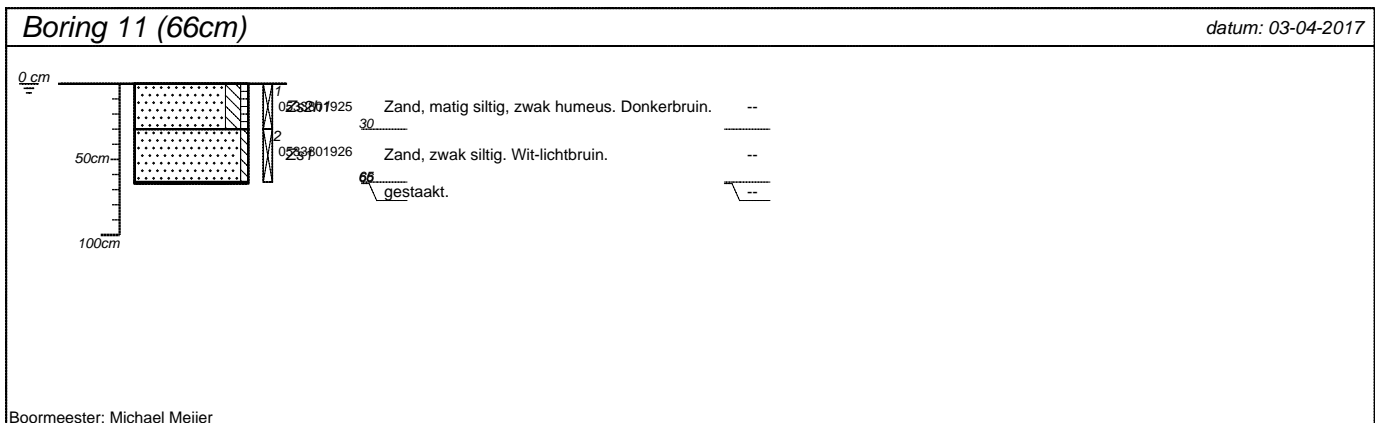 Boring 11 (66cm)
datum: 03-04-2017
0 cm
1
Zand, matig siltig, zwak humeus. Donkerbruin. --
30
2
50cm
Zand, zwak siltig. Wit-lichtbruin. --
gestaakt. --
100cm
Boormeester: Michael Meijer